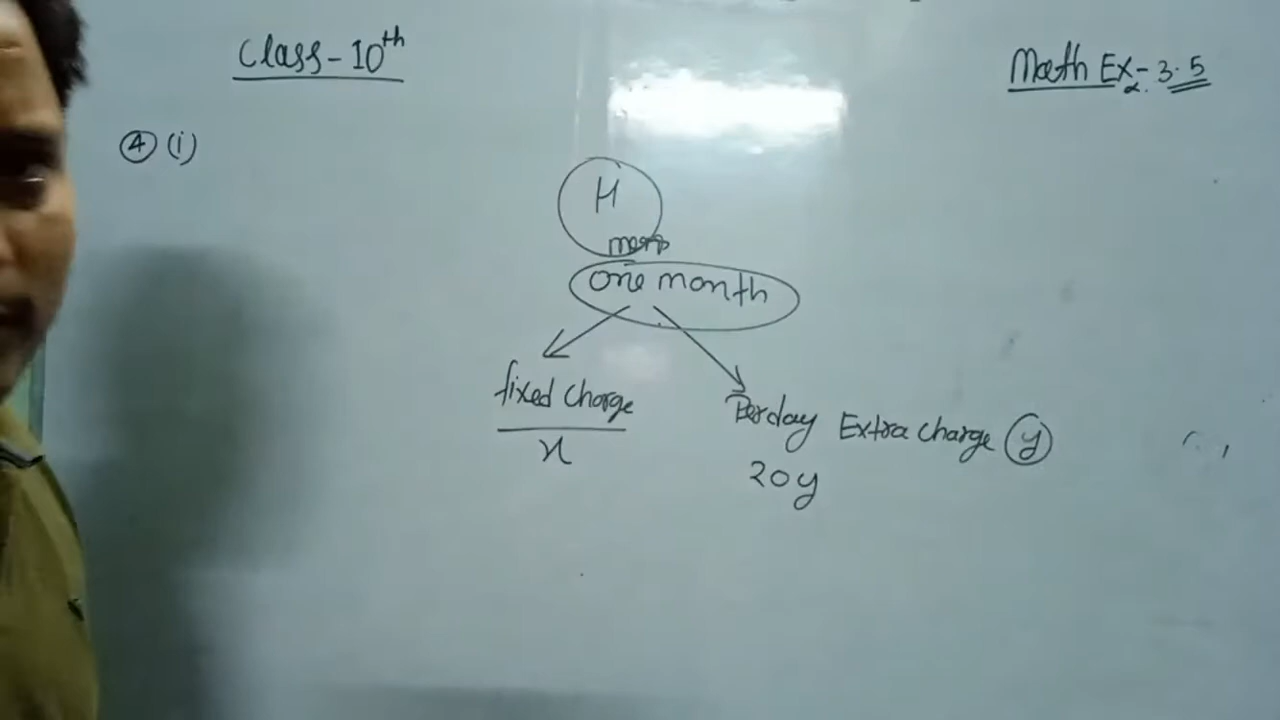 Class-10th
Math Ex-3.5
4 (i)
H
one month
fixed charge
x
Perday Extra charge y
20y